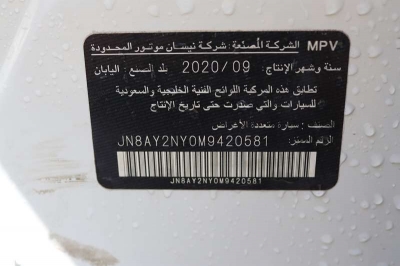 MPV الشركة المصنعة: شركة نيسان موتور المحدودة
سنة وشهر الإنتاج: 2020/09 بلد الصنع: اليابان
تطابق هذه المركبة اللوائح الفنية الخليجية والسعودية
للسيارات والتي صدرت حتى تاريخ الإنتاج
الصنف: سيارة متعددة الأغراض
الرقم المميز: JN8AY2NY0M9420581
JN8AY2NY0M9420581